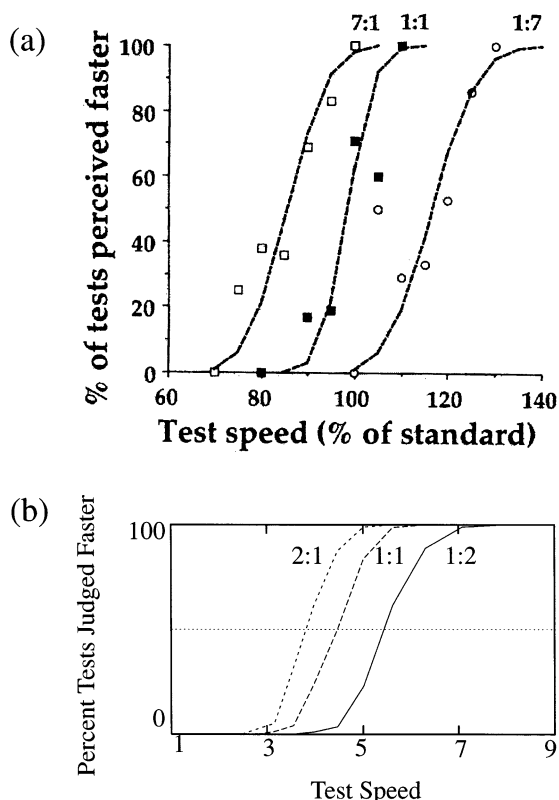 (a)
7:1 1:1 1:7
100
80
60
40
20
0
% of tests perceived faster
60 80 100 120 140
Test speed (% of standard)
(b)
100
2:1 1:1 1:2
0
Percent Tests Judged Faster
1 3 5 7 9
Test Speed